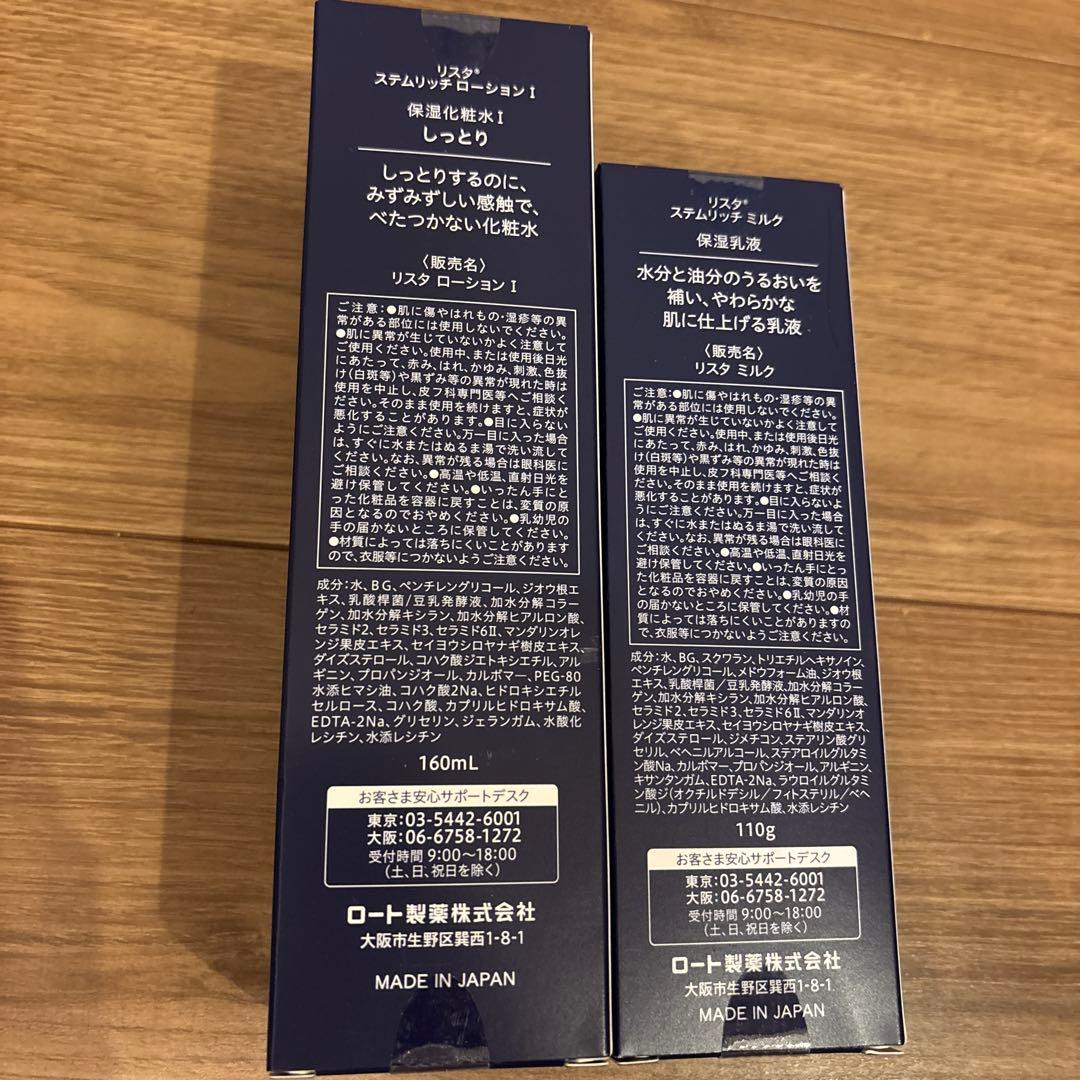 リスタ®
ステムリッチ ローション I
保湿化粧水 I
しっとり
しっとりするのに、
みずみずしい感触で、
べたつかない化粧水
〈販売名〉
リスタ ローション I
ご注意：●肌に傷やはれもの・湿疹等の異
常がある部位には使用しないでください。
●肌に異常が生じていないかよく注意して
ご使用ください。使用中、または使用後日光
にあたって、赤み、はれ、かゆみ、刺激、色抜
け(白斑等)や黒ずみ等の異常が現れた時は
使用を中止し、皮フ科専門医等へご相談く
ださい。そのまま使用を続けますと、症状が
悪化することがあります。●目に入らない
ようにご注意ください。万一目に入った場合
は、すぐに水またはぬるま湯で洗い流して
ください。なお、異常が残る場合は眼科医に
ご相談ください。●高温や低温、直射日光を
避け保管してください。●いったん手にと
った化粧品を容器に戻すことは、変質の原
因となるのでおやめください。●乳幼児の
手の届かないところに保管してください。
●材質によっては落ちにくいことがあります
ので、衣服等につかないようご注意ください。
成分：水、BG、ペンチレングリコール、ジオウ根エ
キス、乳酸桿菌/豆乳発酵液、加水分解コラー
ゲン、加水分解キシラン、加水分解ヒアルロン酸、
セラミド2、セラミド3、セラミド6Ⅱ、マンダリンオレ
ンジ果皮エキス、セイヨウシロヤナギ樹皮エキス、
ダイズステロール、コハク酸ジエトキシエチル、アル
ギニン、プロパンジオール、カルボマー、PEG-80
水添ヒマシ油、コハク酸2Na、ヒドロキシエチル
セルロース、コハク酸、カプリルヒドロキサム酸、
EDTA-2Na、グリセリン、ジェランガム、水酸化
レシチン、水添レシチン
160mL
お客さま安心サポートデスク
東京：03-5442-6001
大阪：06-6758-1272
受付時間 9:00〜18:00
（土、日、祝日を除く）
ロート製薬株式会社
大阪市生野区巽西1-8-1
MADE IN JAPAN
リスタ®
ステムリッチ ミルク
保湿乳液
水分と油分のうるおいを
補い、やわらかな
肌に仕上げる乳液
〈販売名〉
リスタ ミルク
ご注意：●肌に傷やはれもの・湿疹等の異
常がある部位には使用しないでください。
●肌に異常が生じていないかよく注意して
ご使用ください。使用中、または使用後日光
にあたって、赤み、はれ、かゆみ、刺激、色抜
け(白斑等)や黒ずみ等の異常が現れた時は
使用を中止し、皮フ科専門医等へご相談くだ
さい。そのまま使用を続けますと、症状が
悪化することがあります。●目に入らないよ
うにご注意ください。万一目に入った場合
は、すぐに水またはぬるま湯で洗い流してく
ださい。なお、異常が残る場合は眼科医に
ご相談ください。●高温や低温、直射日光を
避け保管してください。●いったん手にとっ
た化粧品を容器に戻すことは、変質の原因
となるのでおやめください。●乳幼児の手
の届かないところに保管してください。●材
質によっては落ちにくいことがありますの
で、衣服等につかないようご注意ください。
成分：水、BG、スクワラン、トリエチルヘキサノイン、
ペンチレングリコール、メドウフォーム油、ジオウ根
エキス、乳酸桿菌/豆乳発酵液、加水分解コラー
ゲン、加水分解キシラン、加水分解ヒアルロン酸、
セラミド2、セラミド3、セラミド6Ⅱ、マンダリンオ
レンジ果皮エキス、セイヨウシロヤナギ樹皮エキス、
ダイズステロール、ジメチコン、ステアリン酸グリ
セリル、ベヘニルアルコール、ステアロイルグルタミ
ン酸Na、カルボマー、プロパンジオール、アルギニン、
キサンタンガム、EDTA-2Na、ラウロイルグルタミ
ン酸ジ(オクチルドデシル/フィトステリル/ベヘ
ニル)、カプリルヒドロキサム酸、水添レシチン
110g
お客さま安心サポートデスク
東京：03-5442-6001
大阪：06-6758-1272
受付時間 9:00〜18:00
（土、日、祝日を除く）
ロート製薬株式会社
大阪市生野区巽西1-8-1
MADE IN JAPAN